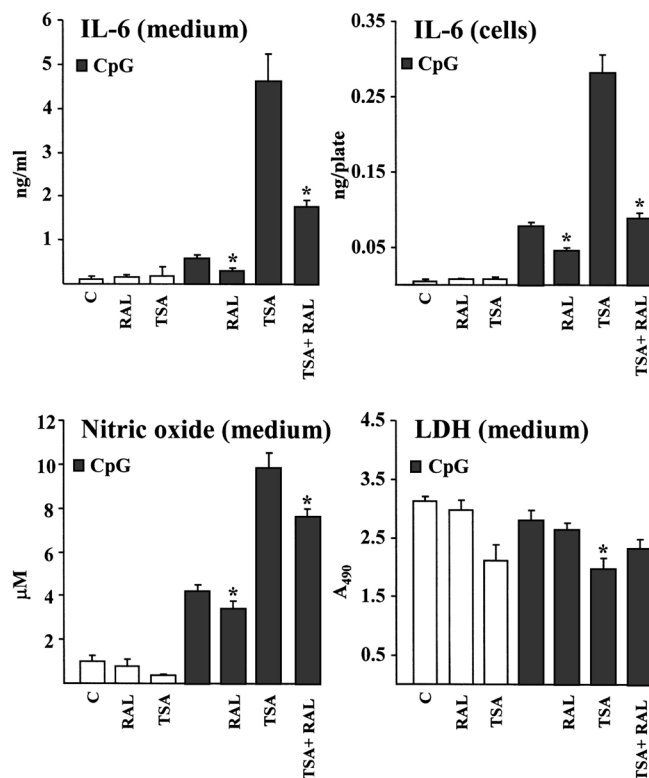 IL-6 (medium)
CpG
ng/ml
6
5
4
3
2
1
C
RAL
TSA
RAL
TSA
TSA+ RAL
IL-6 (cells)
CpG
ng/plate
0.35
0.25
0.15
0.05
C
RAL
TSA
RAL
TSA
TSA+ RAL
*
*
*
*
Nitric oxide (medium)
CpG
μM
12
10
8
6
4
2
C
RAL
TSA
RAL
TSA
TSA+ RAL
*
*
LDH (medium)
CpG
A490
4.5
3.5
2.5
1.5
0.5
C
RAL
TSA
RAL
TSA
TSA+ RAL
*